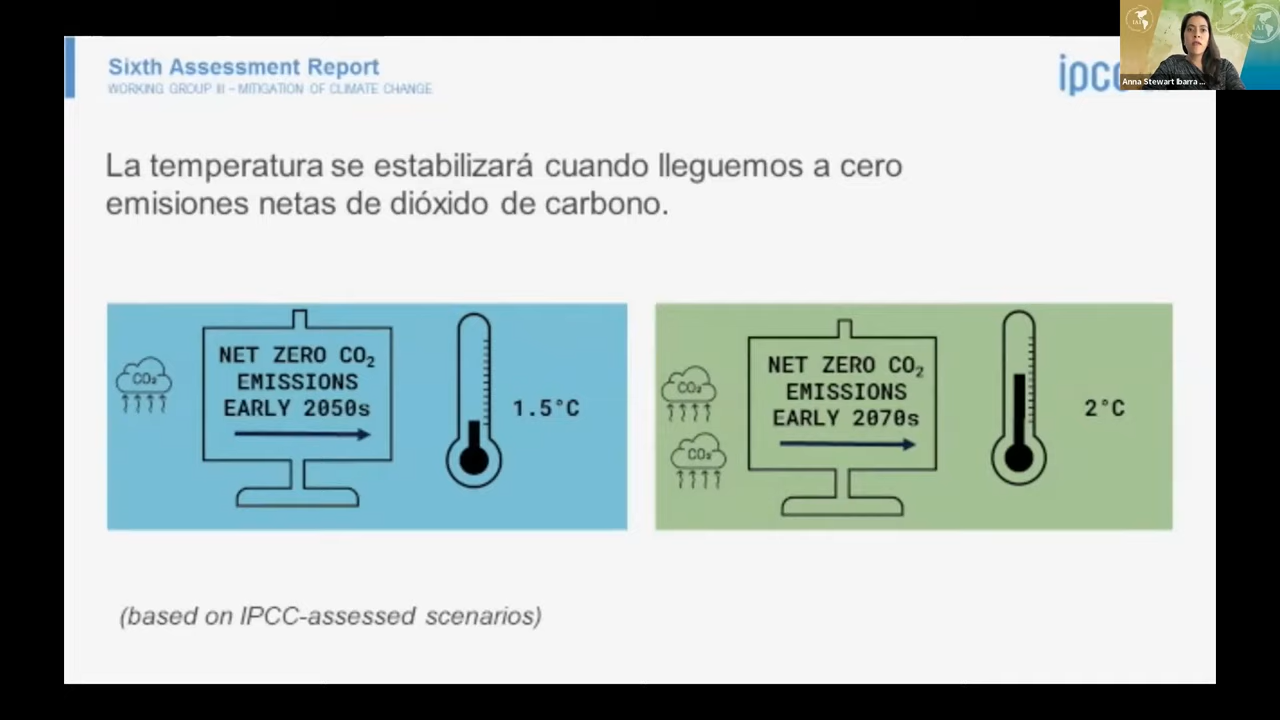 Sixth Assessment Report
WORKING GROUP III – MITIGATION OF CLIMATE CHANGE
ipcc
IAI
IAI
Anna Stewart Ibarra ...
La temperatura se estabilizará cuando lleguemos a cero
emisiones netas de dióxido de carbono.
CO₂
NET ZERO CO₂
EMISSIONS
EARLY 2050s
1.5°C
CO₂
CO₂
NET ZERO CO₂
EMISSIONS
EARLY 2070s
2°C
(based on IPCC-assessed scenarios)